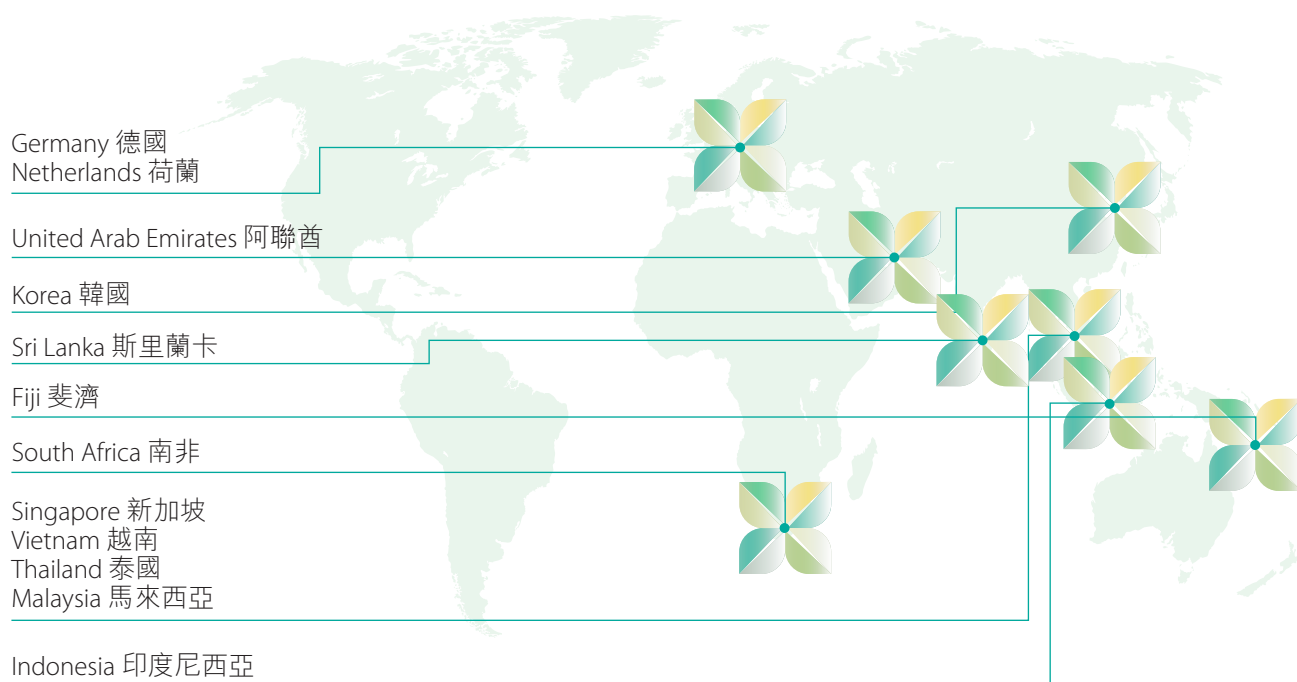 Germany 德國
Netherlands 荷蘭
United Arab Emirates 阿聯酋
Korea 韓國
Sri Lanka 斯里蘭卡
Fiji 斐濟
South Africa 南非
Singapore 新加坡
Vietnam 越南
Thailand 泰國
Malaysia 馬來西亞
Indonesia 印度尼西亞